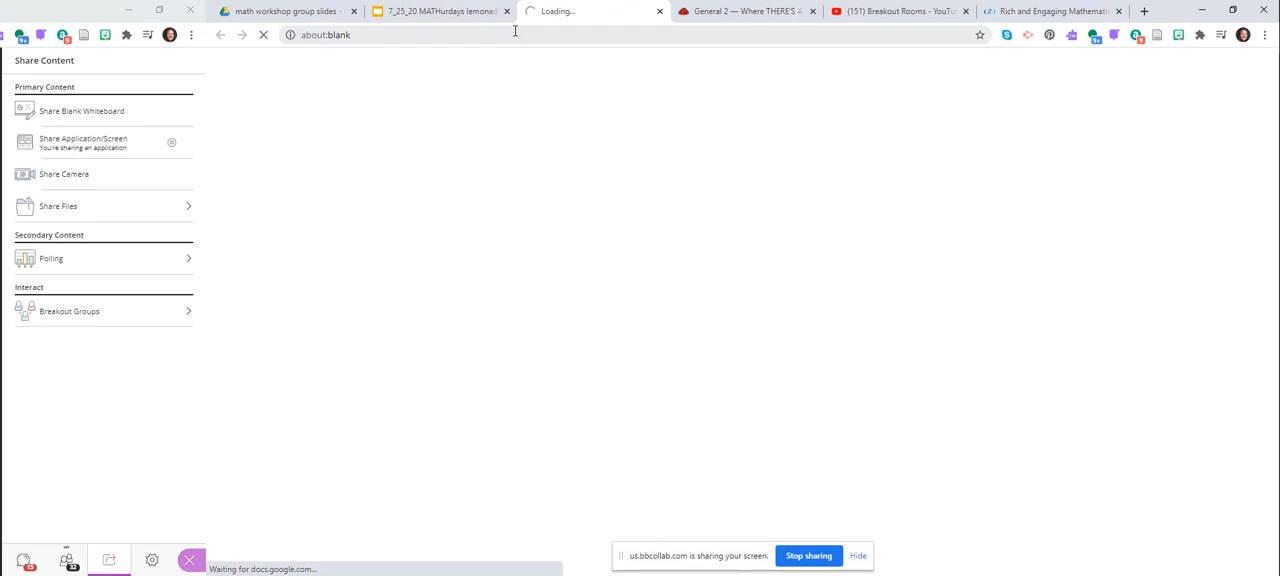 math workshop group slides -
7_25_20 MATHurdays lemonad
Loading...
General 2 — Where THERE'S A
(151) Breakout Rooms - YouTu
Rich and Engaging Mathemati
about:blank
Share Content
Primary Content
Share Blank Whiteboard
Share Application/Screen
You're sharing an application
Share Camera
Share Files
Secondary Content
Polling
Interact
Breakout Groups
15
32
us.bbcollab.com is sharing your screen.
Stop sharing
Hide
Waiting for docs.google.com...